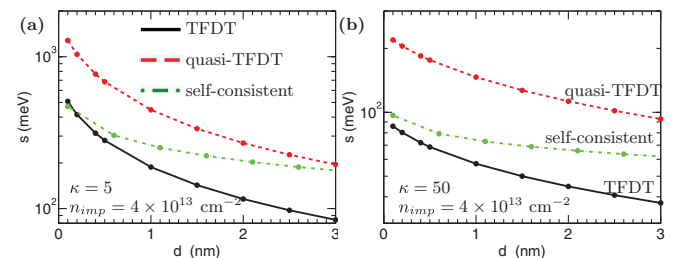 (a)
10³
10²
s (meV)
TFDT
quasi-TFDT
self-consistent
κ = 5
n_imp = 4 × 10¹³ cm⁻²
0
1
2
3
d (nm)
(b)
10²
s (meV)
quasi-TFDT
self-consistent
TFDT
κ = 50
n_imp = 4 × 10¹³ cm⁻²
0
1
2
3
d (nm)